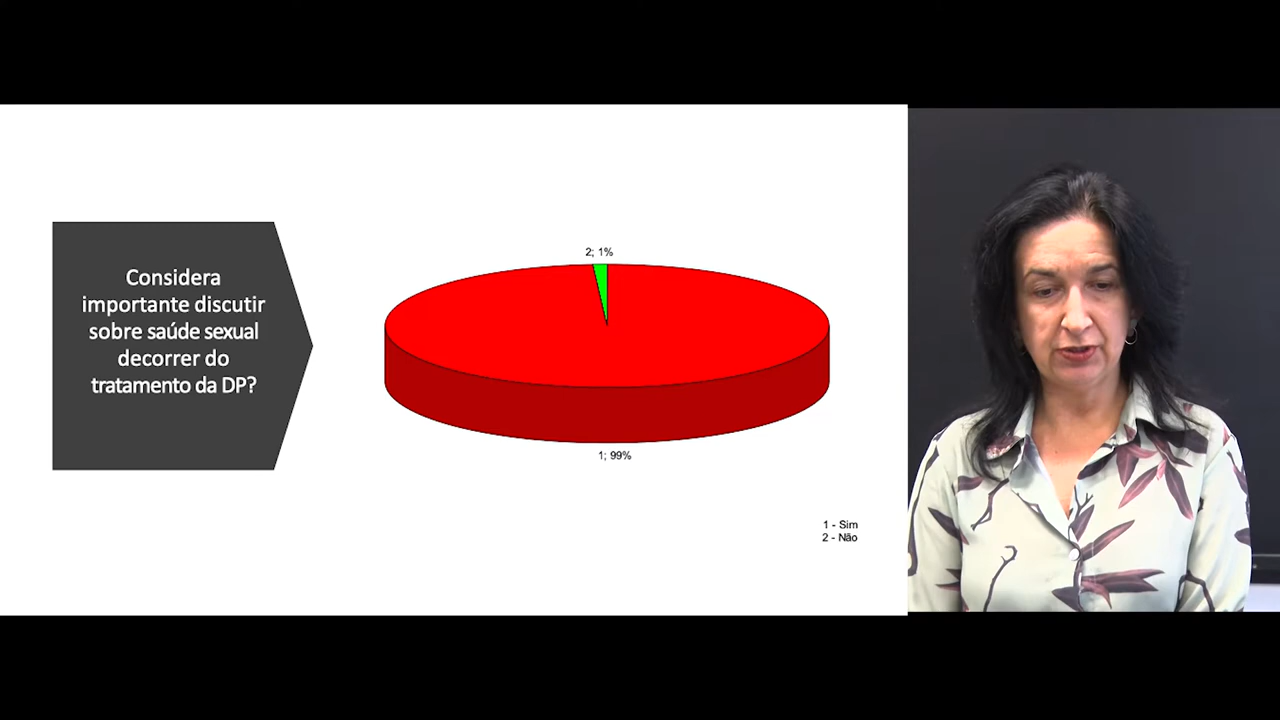 Considera
importante discutir
sobre saúde sexual
decorrer do
tratamento da DP?
2; 1%
1; 99%
1 - Sim
2 - Não